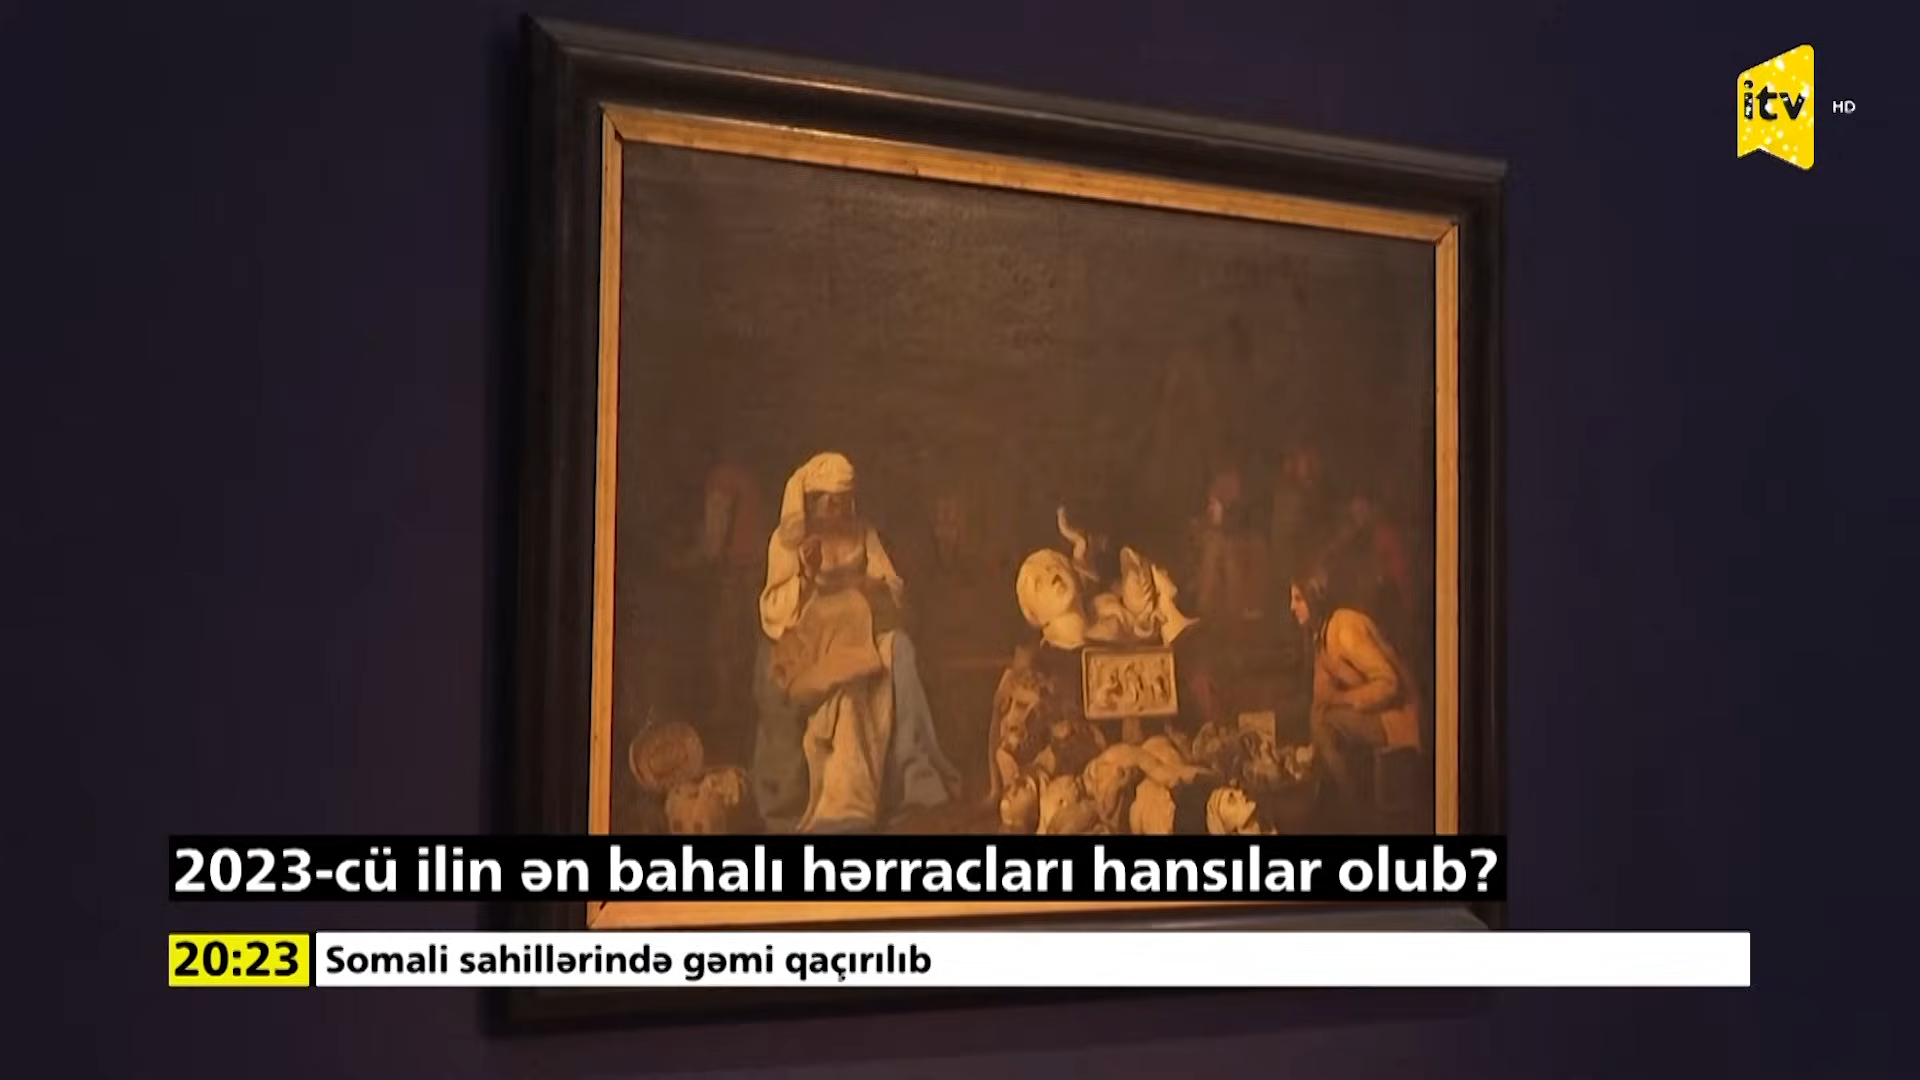 itv HD
2023-cü ilin ən bahalı hərracları hansılar olub?
20:23 Somali sahillərində gəmi qaçırılıb